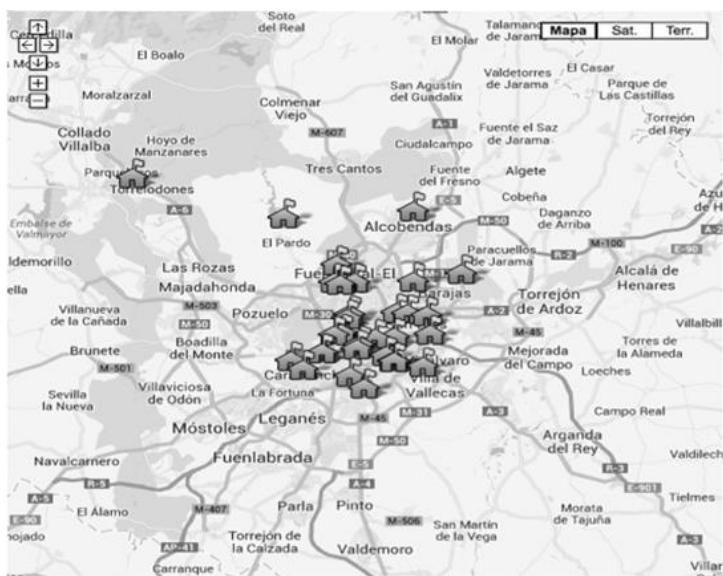 Soto
del Real
Talamanca
de Jarama
Mapa
Sat.
Terr.
El Molar
El Boalo
El Casar
Valdetorres
de Jarama
San Agustín
del Guadalix
Parque de
Las Castillas
Moralzarzal
Colmenar
Viejo
M-607
A-1
Fuente el Saz
de Jarama
Torrejón
del Rey
Collado
Villalba
Hoyo de
Manzanares
Ciudalcampo
Tres Cantos
Fuente
del Fresno
Algete
Torrelodones
E-5
Cobeña
A-6
Embalse de
Valmayor
El Pardo
Alcobendas
M-50
Daganzo
de Arriba
M-100
A-2
R-2
E-90
Paracuellos
de Jarama
Las Rozas
Majadahonda
Alcalá de
Henares
Torrejón
de Ardoz
M-503
Villanueva
de la Cañada
M-50
Pozuelo
M-30
A-2
M-45
Boadilla
del Monte
Brunete
M-501
Mejorada
del Campo
Torres de
la Alameda
Loeches
Villaviciosa
de Odón
Sevilla
la Nueva
La Fortuna
Villa de
Vallecas
Leganés
M-45
M-31
A-3
Campo Real
Móstoles
M-50
Arganda
del Rey
Navalcarnero
Fuenlabrada
E-5
A-4
R-3
R-5
A-5
E-901
Tielmes
E-90
El Álamo
M-407
Parla
Pinto
M-506
San Martín
de la Vega
Morata
de Tajuña
A-3
Torrejón de
la Calzada
AP-41
Valdemoro
Carranque